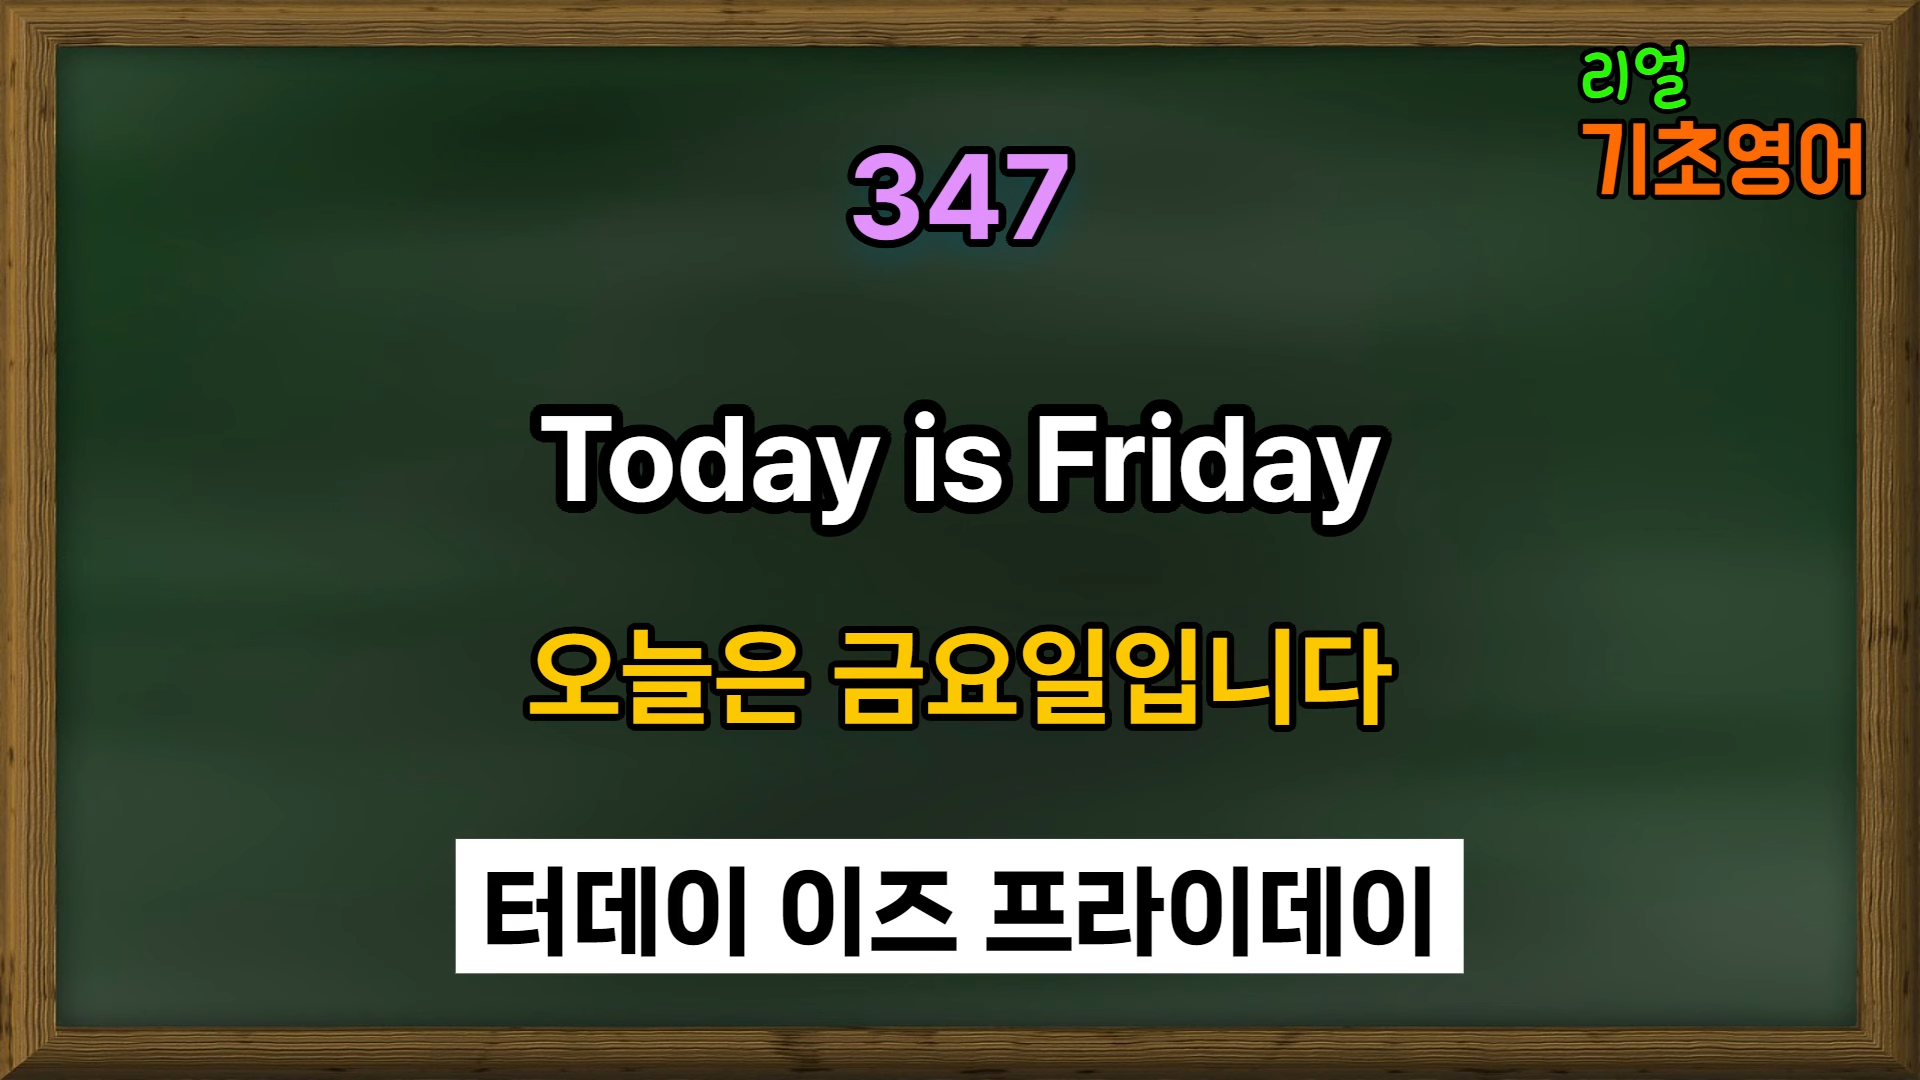 리얼
기초영어
347
Today is Friday
오늘은 금요일입니다
터데이 이즈 프라이데이